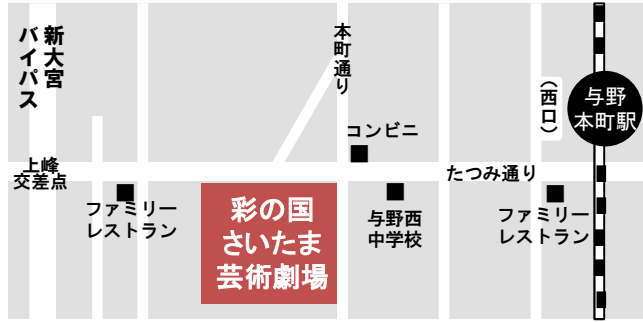 新大宮
バイパス
本町通り
(西口)
与野
本町駅
コンビニ
上峰
交差点
たつみ通り
ファミリー
レストラン
彩の国
さいたま
芸術劇場
与野西
中学校
ファミリー
レストラン